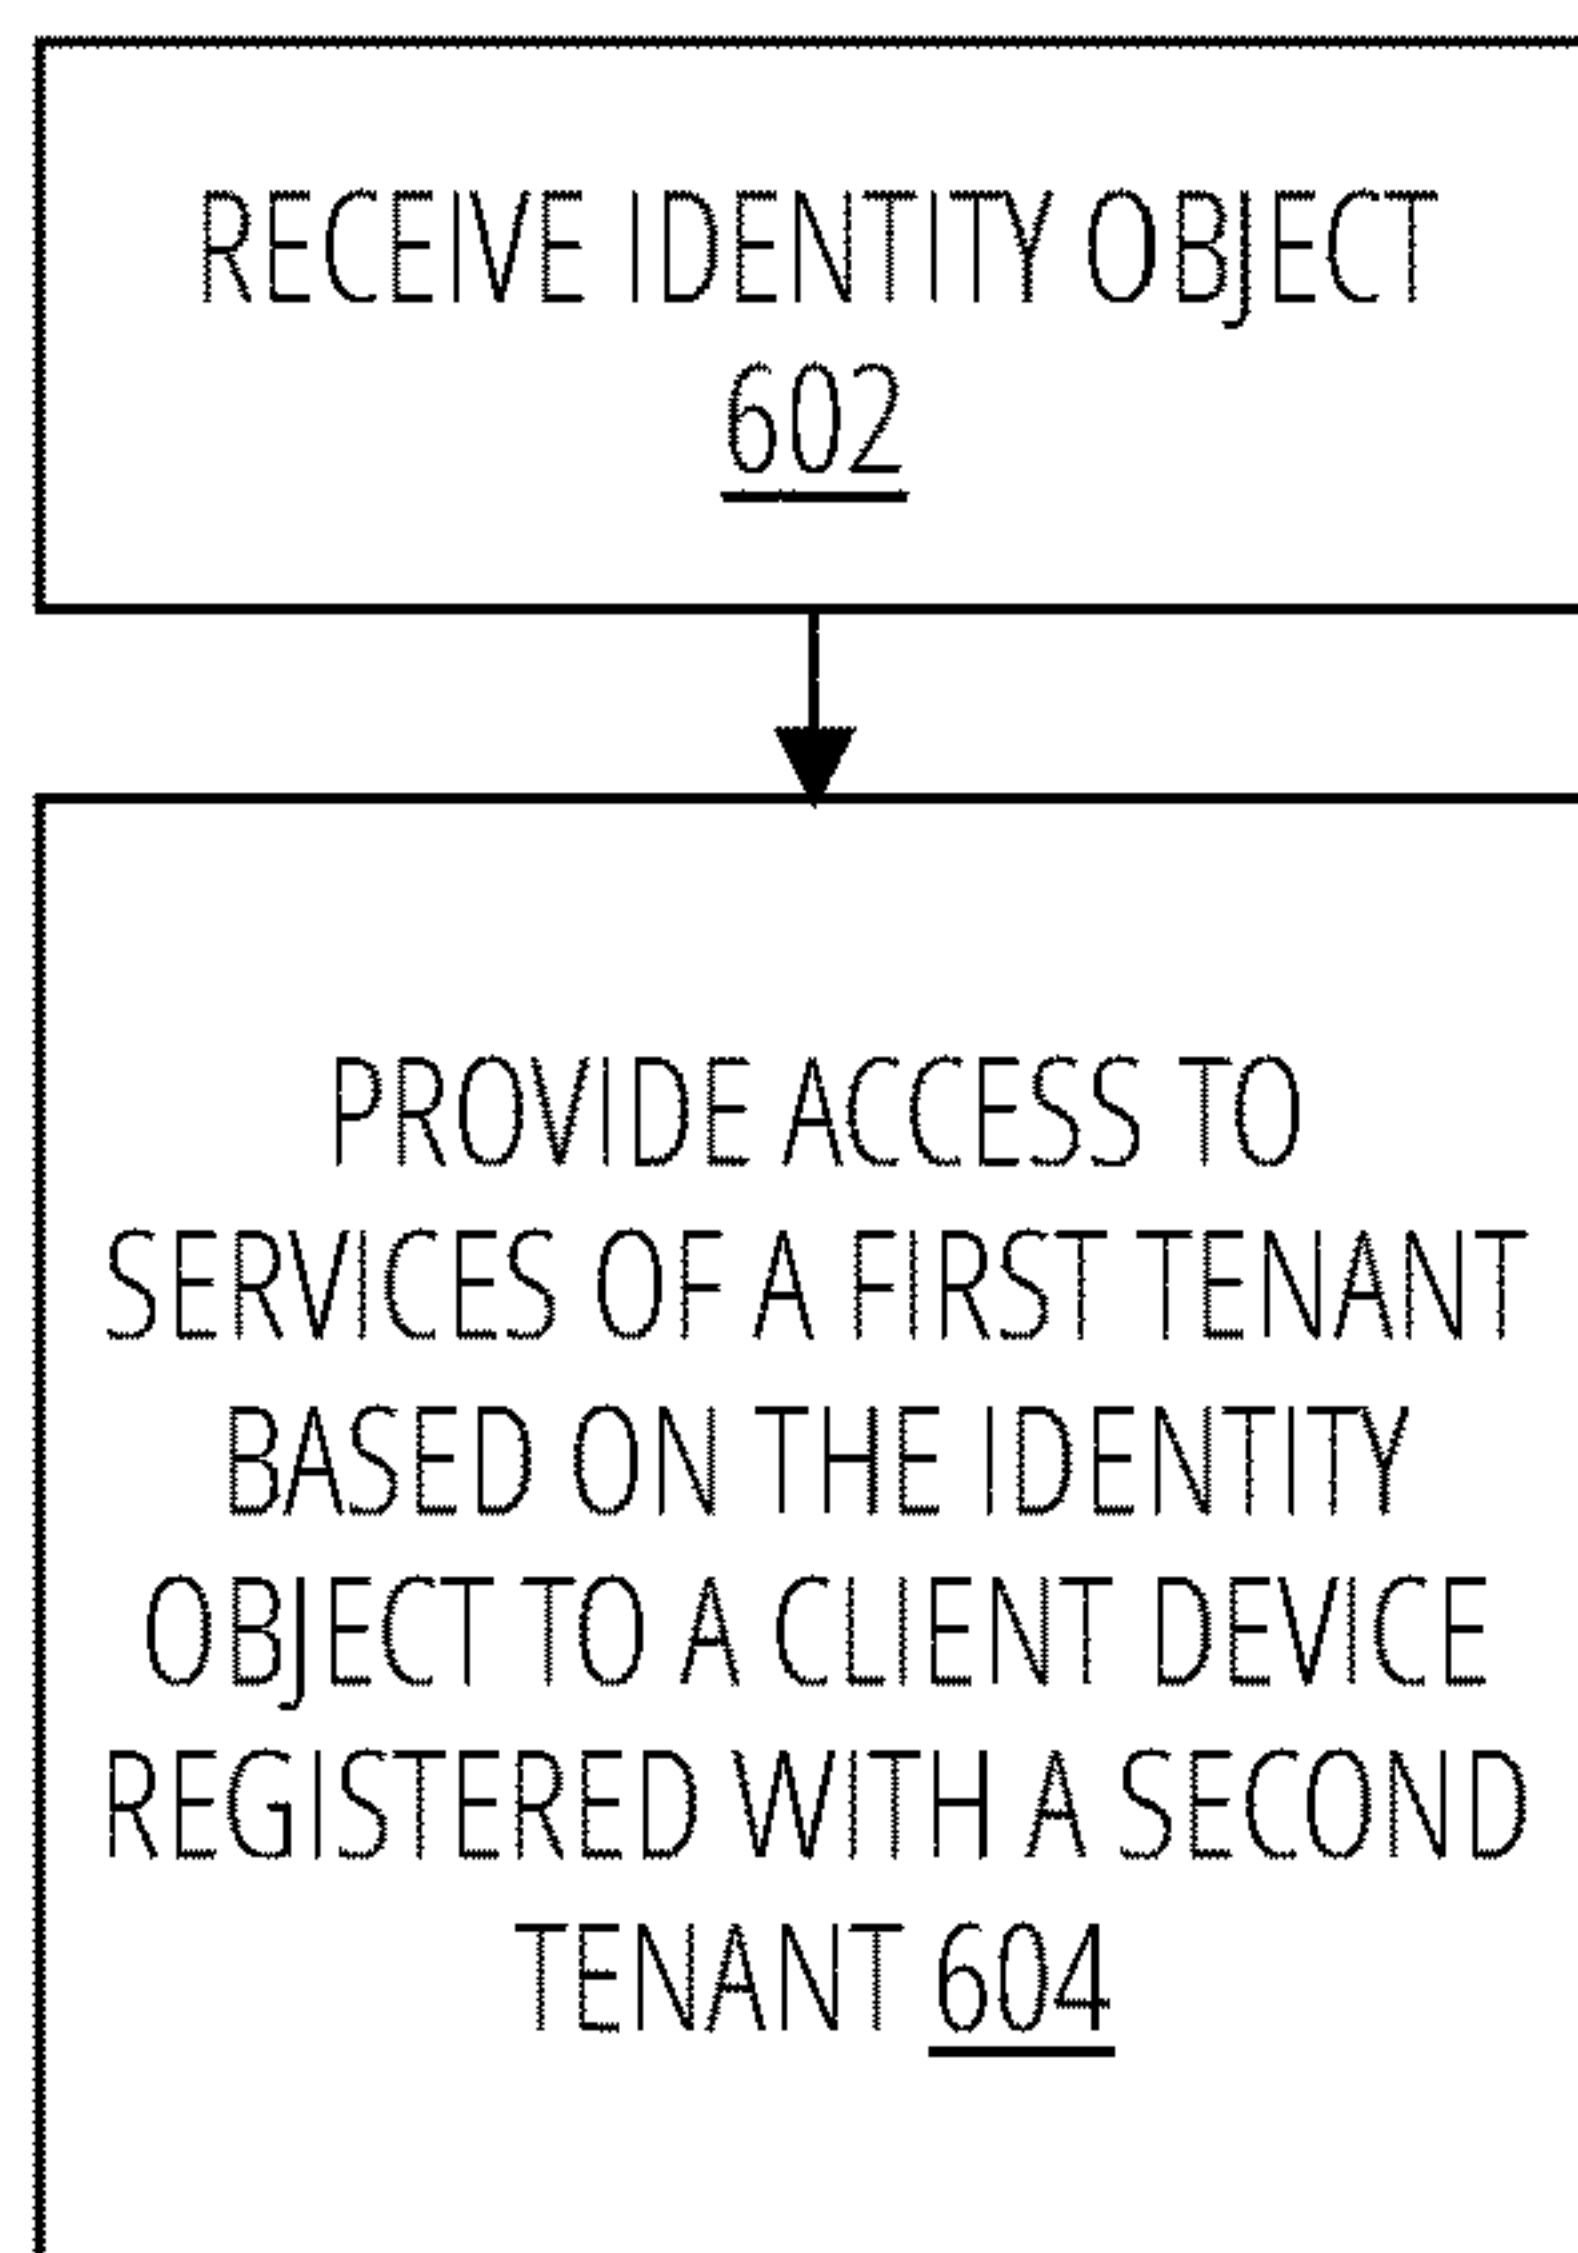 RECEIVE IDENTITY OBJECT
602
PROVIDE ACCESS TO
SERVICES OF A FIRST TENANT
BASED ON THE IDENTITY
OBJECT TO A CLIENT DEVICE
REGISTERED WITH A SECOND
TENANT 604